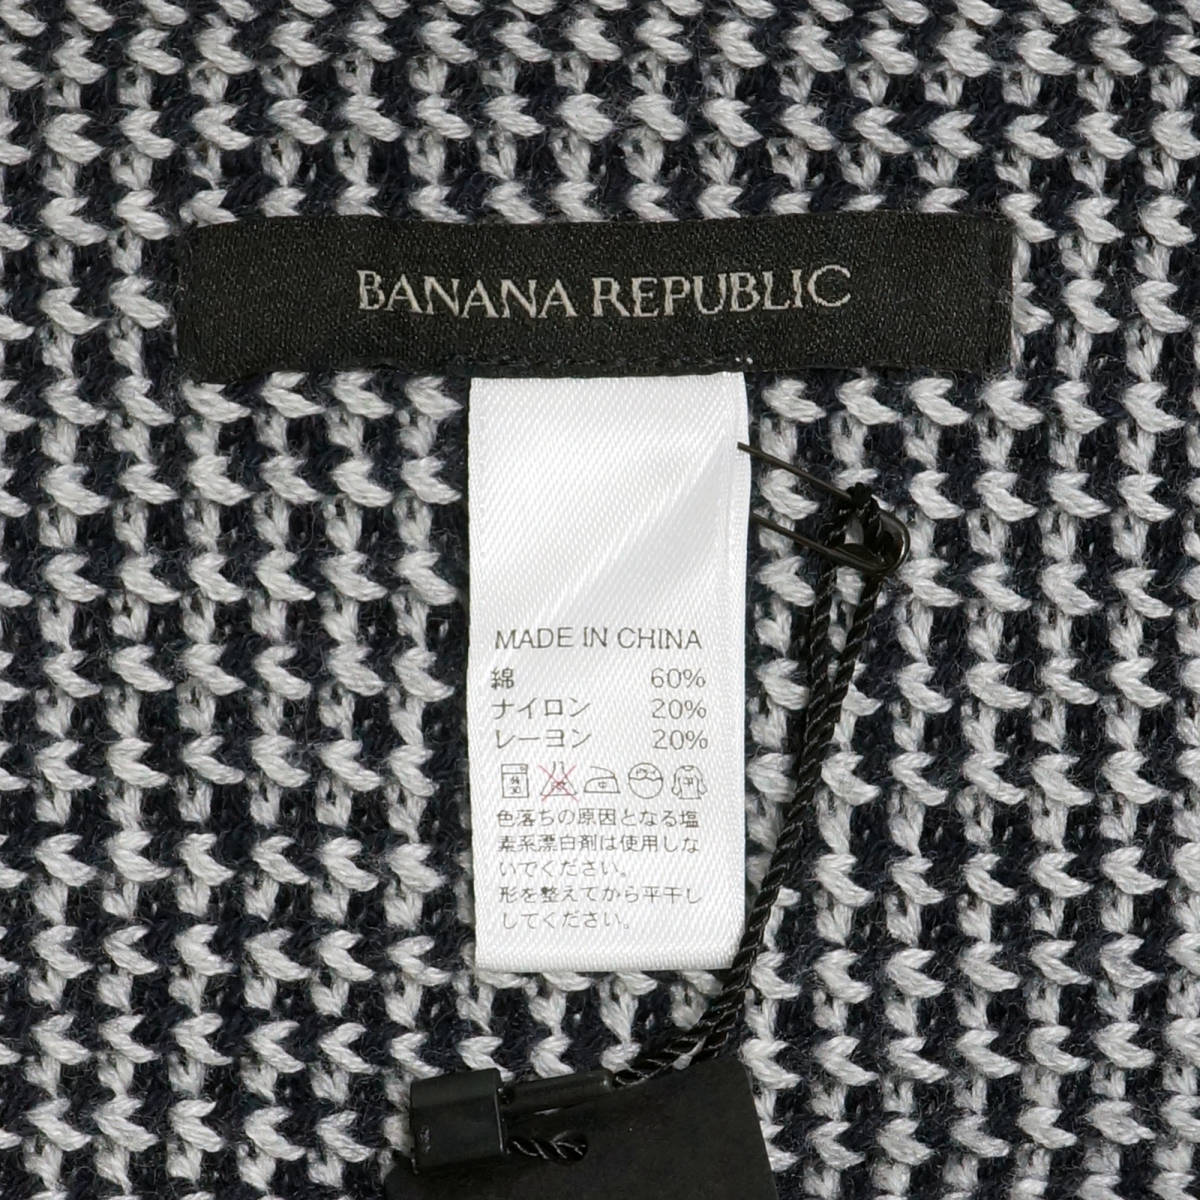 BANANA REPUBLIC
MADE IN CHINA
綿 60%
ナイロン 20%
レーヨン 20%
色落ちの原因となる塩
素系漂白剤は使用しな
いでください。
形を整えてから平干し
してください。